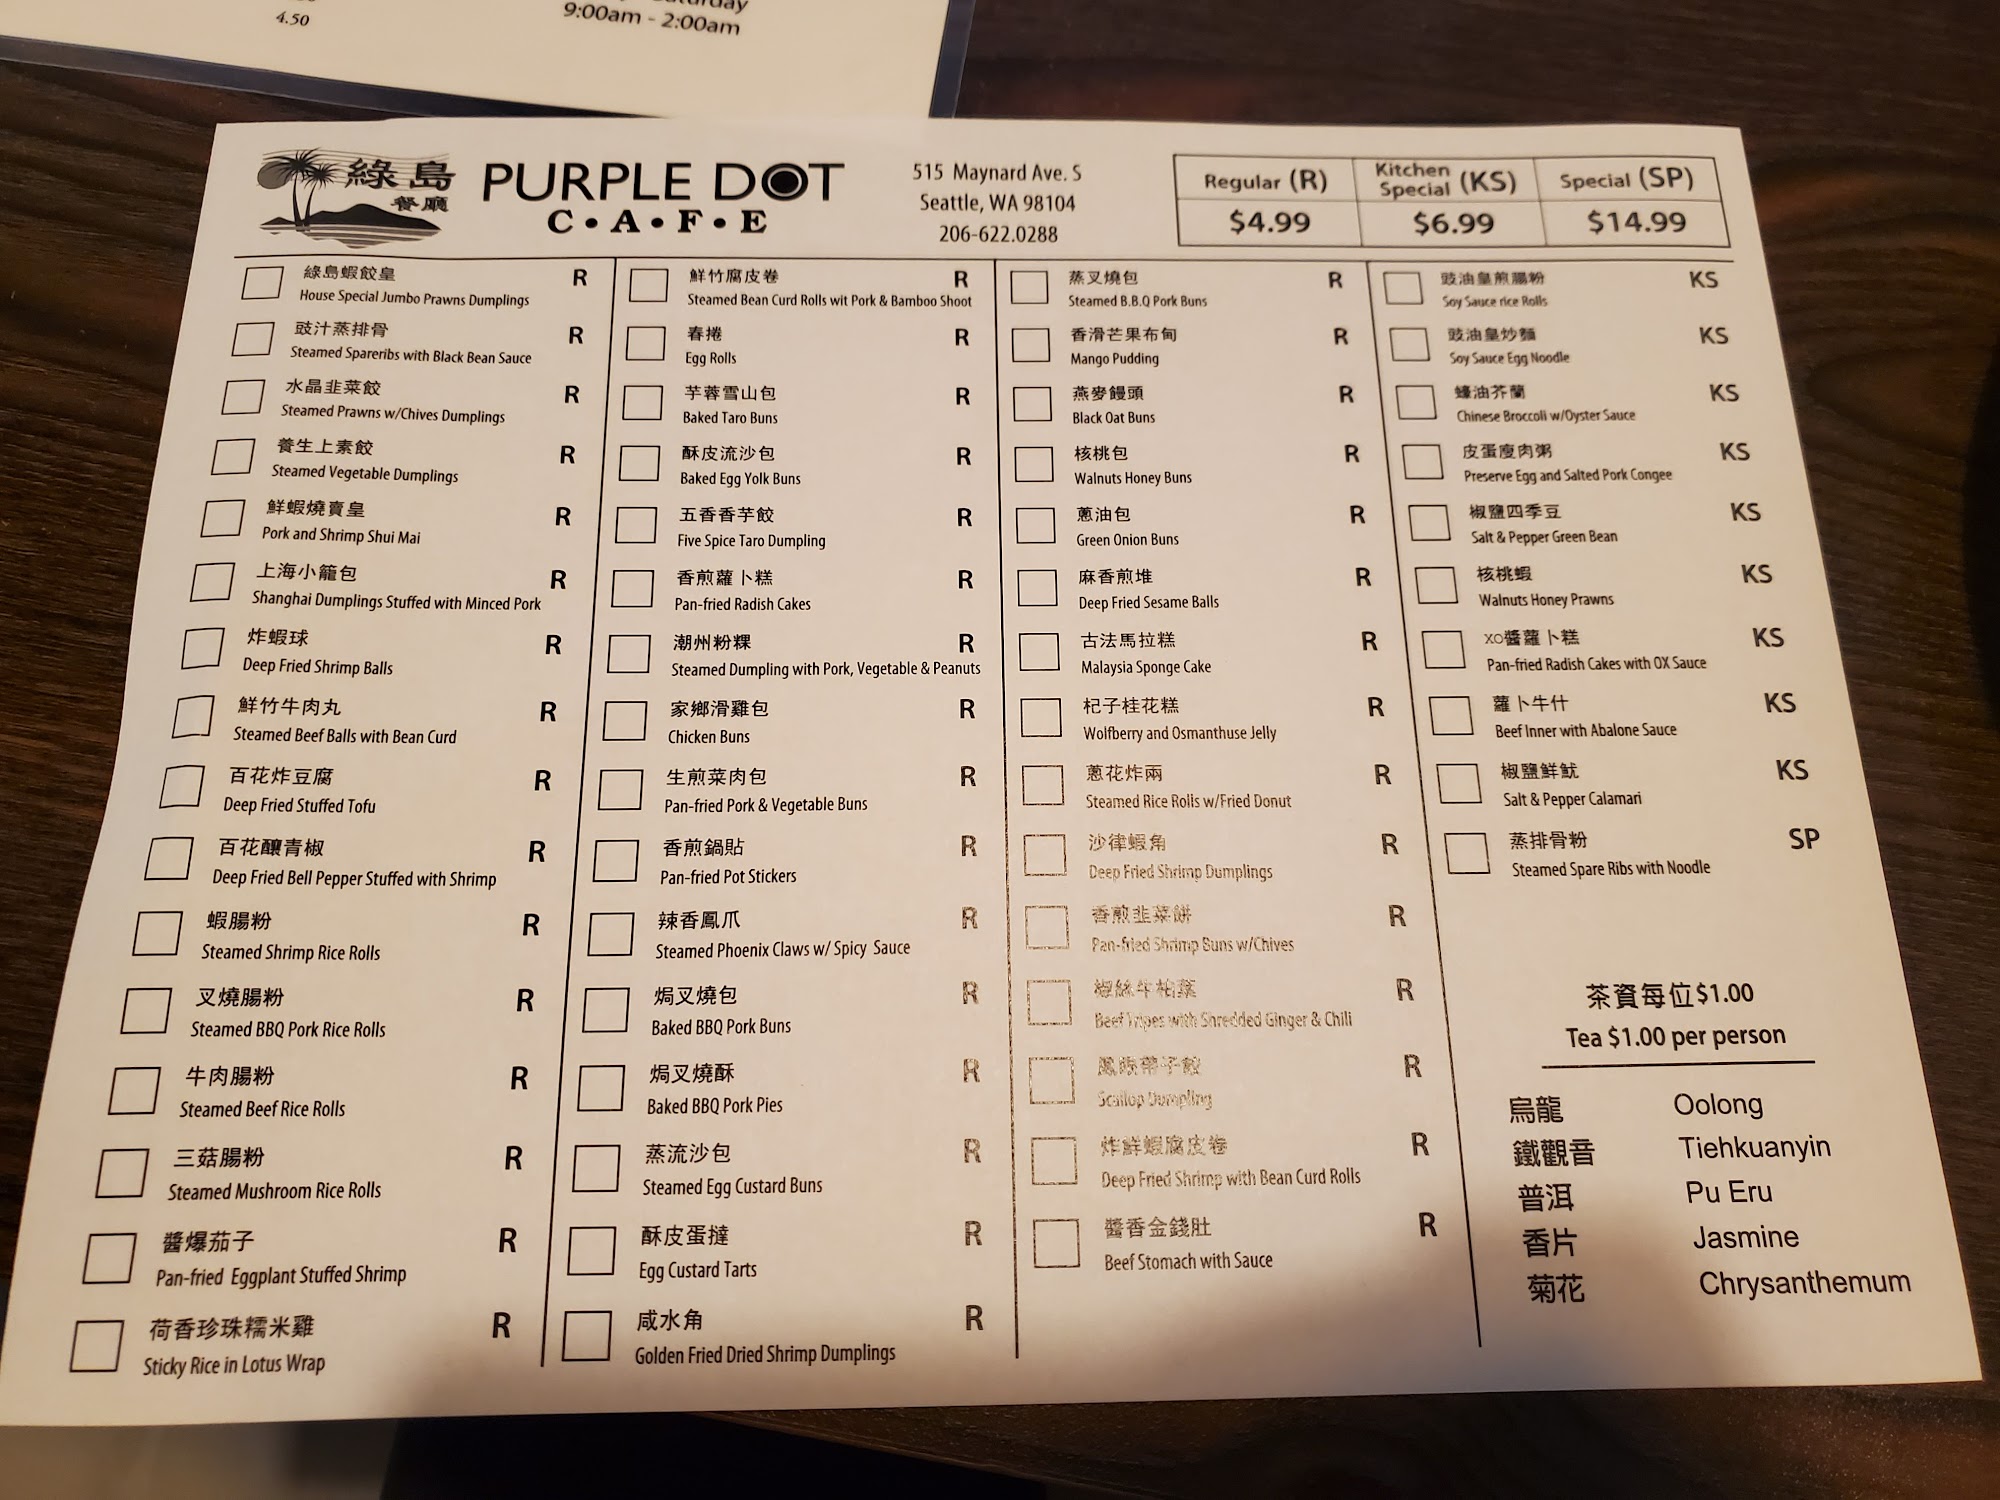 4.50
9:00am - 2:00am
綠島
餐廳
PURPLE DOT
C•A•F•E
515 Maynard Ave. S
Seattle, WA 98104
206-622.0288
Regular (R)
$4.99
Kitchen
Special (KS)
$6.99
Special (SP)
$14.99
綠島蝦餃皇 R
House Special Jumbo Prawns Dumplings
豉汁蒸排骨 R
Steamed Spareribs with Black Bean Sauce
水晶韭菜餃 R
Steamed Prawns w/Chives Dumplings
養生上素餃 R
Steamed Vegetable Dumplings
鮮蝦燒賣皇 R
Pork and Shrimp Shui Mai
上海小籠包 R
Shanghai Dumplings Stuffed with Minced Pork
炸蝦球 R
Deep Fried Shrimp Balls
鮮竹牛肉丸 R
Steamed Beef Balls with Bean Curd
百花炸豆腐 R
Deep Fried Stuffed Tofu
百花釀青椒 R
Deep Fried Bell Pepper Stuffed with Shrimp
蝦腸粉 R
Steamed Shrimp Rice Rolls
叉燒腸粉 R
Steamed BBQ Pork Rice Rolls
牛肉腸粉 R
Steamed Beef Rice Rolls
三菇腸粉 R
Steamed Mushroom Rice Rolls
醬爆茄子 R
Pan-fried Eggplant Stuffed Shrimp
荷香珍珠糯米雞 R
Sticky Rice in Lotus Wrap
鮮竹腐皮卷 R
Steamed Bean Curd Rolls wit Pork & Bamboo Shoot
春捲 R
Egg Rolls
芋蓉雪山包 R
Baked Taro Buns
酥皮流沙包 R
Baked Egg Yolk Buns
五香香芋餃 R
Five Spice Taro Dumpling
香煎蘿卜糕 R
Pan-fried Radish Cakes
潮州粉粿 R
Steamed Dumpling with Pork, Vegetable & Peanuts
家鄉滑雞包 R
Chicken Buns
生煎菜肉包 R
Pan-fried Pork & Vegetable Buns
香煎鍋貼 R
Pan-fried Pot Stickers
辣香鳳爪 R
Steamed Phoenix Claws w/ Spicy Sauce
焗叉燒包 R
Baked BBQ Pork Buns
焗叉燒酥 R
Baked BBQ Pork Pies
蒸流沙包 R
Steamed Egg Custard Buns
酥皮蛋撻 R
Egg Custard Tarts
咸水角 R
Golden Fried Dried Shrimp Dumplings
蒸叉燒包 R
Steamed B.B.Q Pork Buns
香滑芒果布甸 R
Mango Pudding
燕麥饅頭 R
Black Oat Buns
核桃包 R
Walnuts Honey Buns
蔥油包 R
Green Onion Buns
麻香煎堆 R
Deep Fried Sesame Balls
古法馬拉糕 R
Malaysia Sponge Cake
杞子桂花糕 R
Wolfberry and Osmanthuse Jelly
蔥花炸兩 R
Steamed Rice Rolls w/Fried Donut
沙律蝦角 R
Deep Fried Shrimp Dumplings
香煎韭菜餅 R
Pan-fried Shrimp Buns w/Chives
椒絲牛柏葉 R
Beef Tripes with Shredded Ginger & Chili
帶子餃 R
Scallop Dumpling
炸鮮蝦腐皮卷 R
Deep Fried Shrimp with Bean Curd Rolls
醬香金錢肚 R
Beef Stomach with Sauce
豉油皇煎腸粉 KS
Soy Sauce rice Rolls
豉油皇炒麵 KS
Soy Sauce Egg Noodle
蠔油芥蘭 KS
Chinese Broccoli w/Oyster Sauce
皮蛋瘦肉粥 KS
Preserve Egg and Salted Pork Congee
椒鹽四季豆 KS
Salt & Pepper Green Bean
核桃蝦 KS
Walnuts Honey Prawns
XO醬蘿卜糕 KS
Pan-fried Radish Cakes with OX Sauce
蘿卜牛什 KS
Beef Inner with Abalone Sauce
椒鹽鮮魷 KS
Salt & Pepper Calamari
蒸排骨粉 SP
Steamed Spare Ribs with Noodle
茶資每位$1.00
Tea $1.00 per person
烏龍 Oolong
鐵觀音 Tiehkuanyin
普洱 Pu Eru
香片 Jasmine
菊花 Chrysanthemum